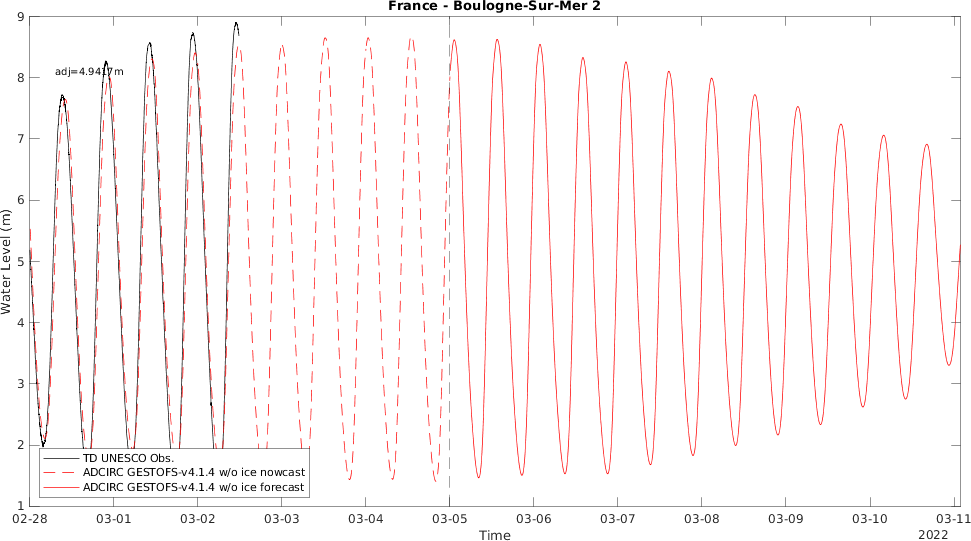 France - Boulogne-Sur-Mer 2
9
8
7
6
5
4
3
2
1
Water Level (m)
adj=4.9417m
TD UNESCO Obs.
ADCIRC GESTOFS-v4.1.4 w/o ice nowcast
ADCIRC GESTOFS-v4.1.4 w/o ice forecast
02-28 03-01 03-02 03-03 03-04 03-05 03-06 03-07 03-08 03-09 03-10 03-11
Time
2022